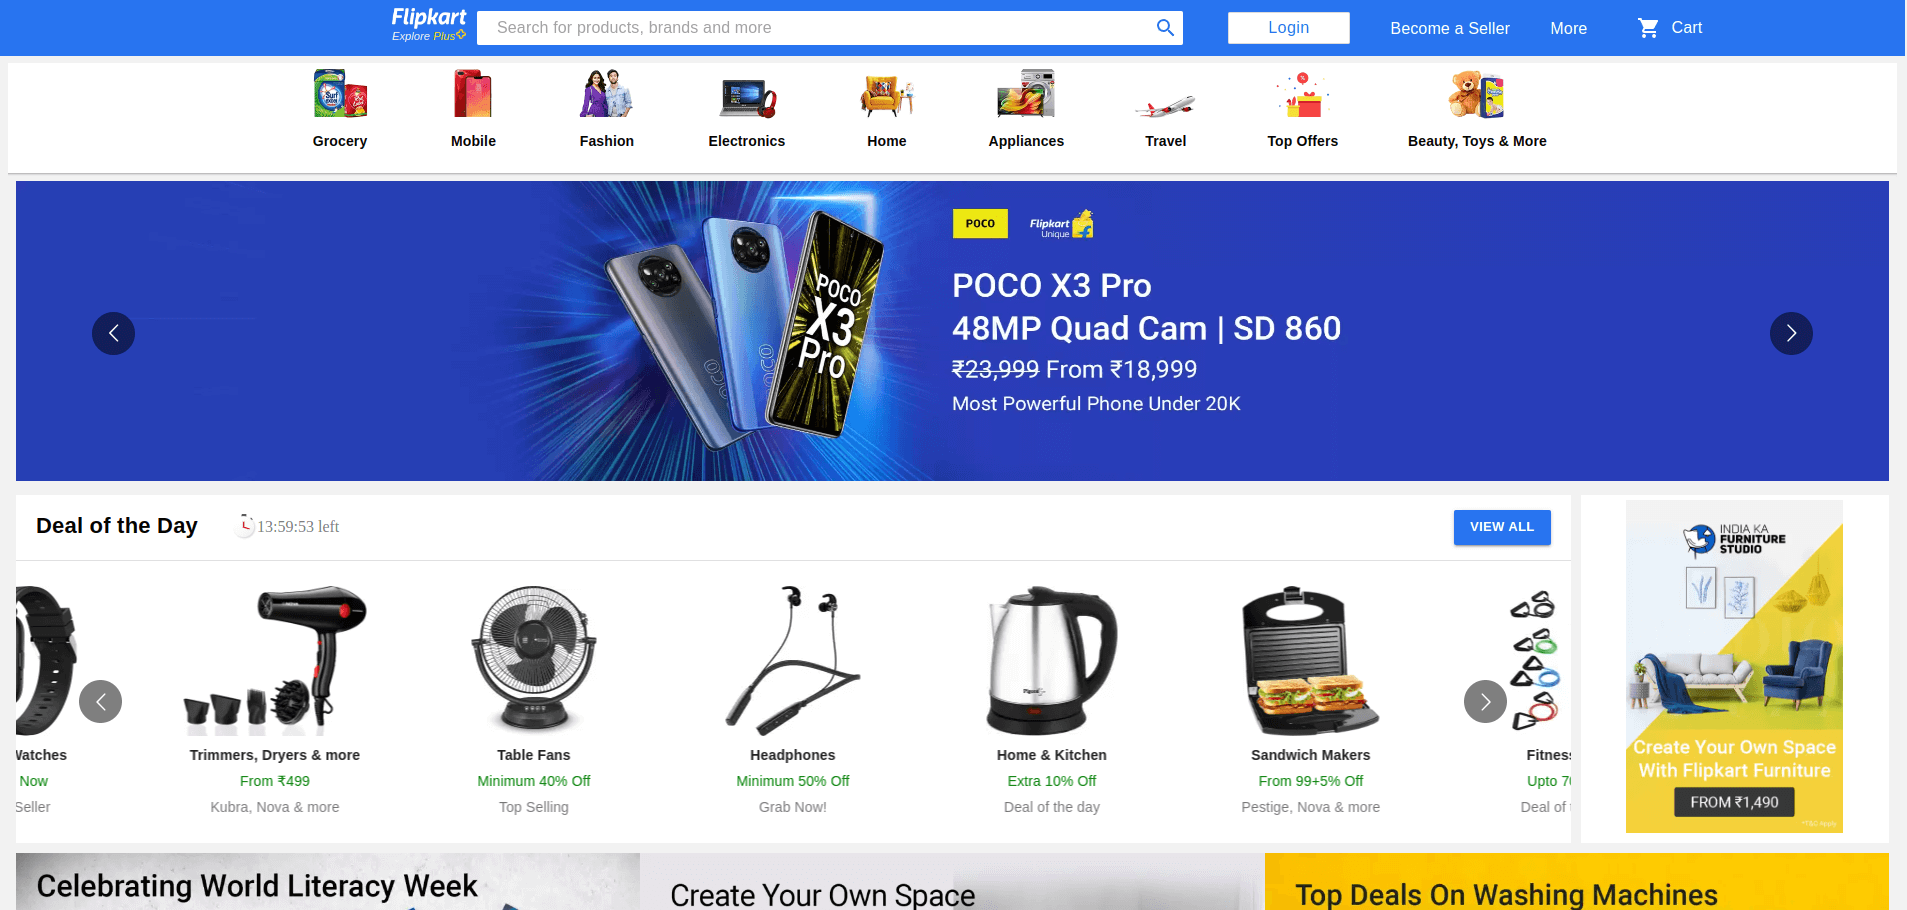 Flipkart
Explore Plus
Search for products, brands and more
Login
Become a Seller
More
Cart
Grocery
Mobile
Fashion
Electronics
Home
Appliances
Travel
Top Offers
Beauty, Toys & More
POCO
Flipkart
Unique
POCO X3 Pro
48MP Quad Cam | SD 860
₹23,999 From ₹18,999
Most Powerful Phone Under 20K
POCO
X3
Pro
Deal of the Day
13:59:53 left
VIEW ALL
Watches
Now
Seller
Trimmers, Dryers & more
From ₹499
Kubra, Nova & more
Table Fans
Minimum 40% Off
Top Selling
Headphones
Minimum 50% Off
Grab Now!
Home & Kitchen
Extra 10% Off
Deal of the day
Sandwich Makers
From 99+5% Off
Pestige, Nova & more
Fitness
Upto 70
Deal of t
INDIA KA
FURNITURE
STUDIO
Create Your Own Space
With Flipkart Furniture
FROM ₹1,490
*T&C Apply
Celebrating World Literacy Week
Create Your Own Space
Top Deals On Washing Machines